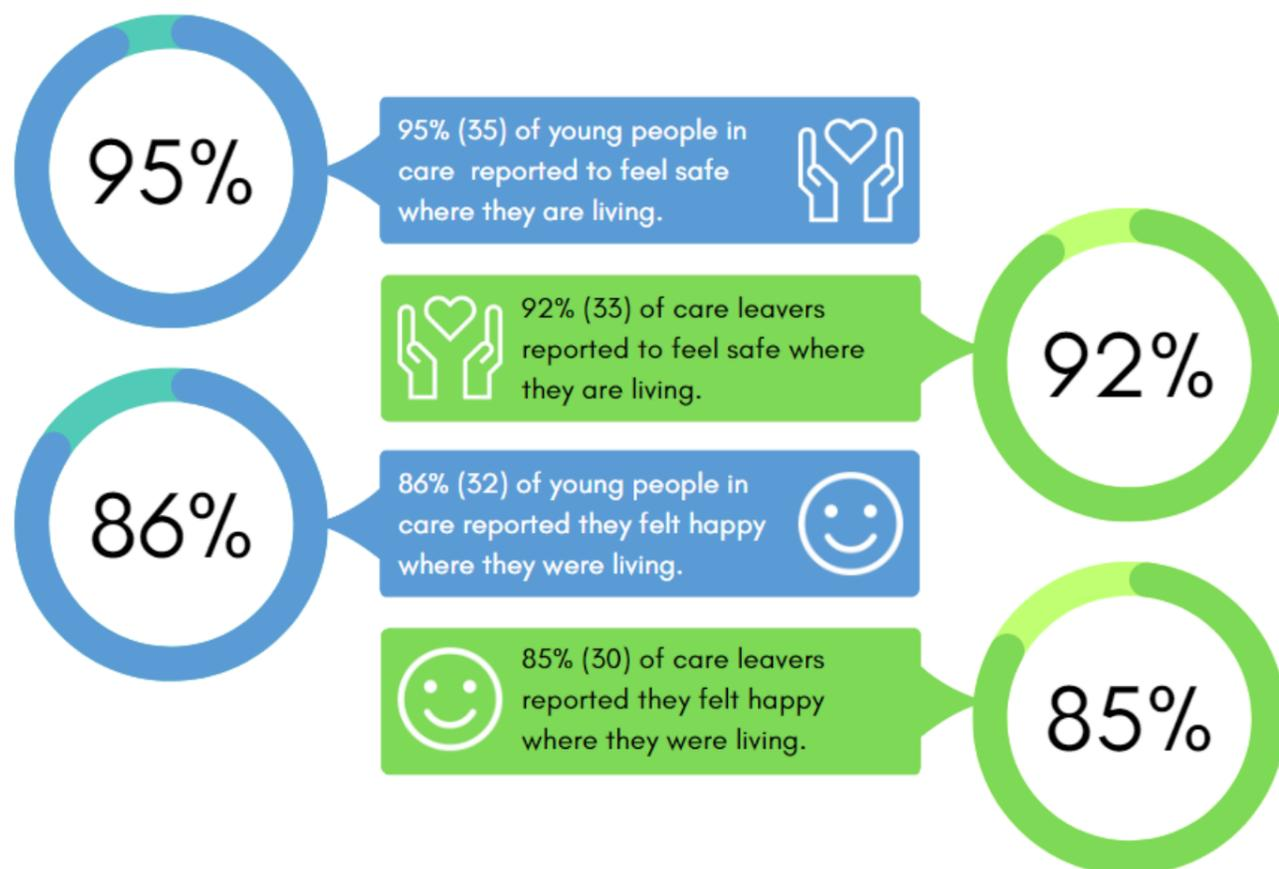 95%
95% (35) of young people in
care reported to feel safe
where they are living.
92% (33) of care leavers
reported to feel safe where
they are living.
92%
86%
86% (32) of young people in
care reported they felt happy
where they were living.
85% (30) of care leavers
reported they felt happy
where they were living.
85%